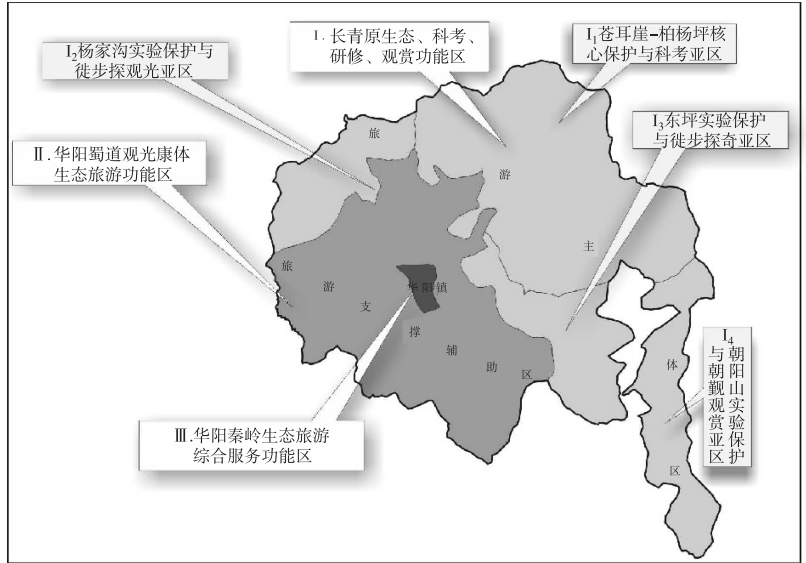 I.长青原生态、科考、
研修、观赏功能区
I₁苍耳崖-柏杨坪核
心保护与科考亚区
I₂杨家沟实验保护与
徙步探观光亚区
I₃东坪实验保护
与徙步探奇亚区
Ⅱ.华阳蜀道观光康体
生态旅游功能区
旅
游
主
体
区
旅
游
支
撑
辅
助
区
华阳镇
I₄
朝阳山实验保护
与朝觐观赏亚区
Ⅲ.华阳秦岭生态旅游
综合服务功能区